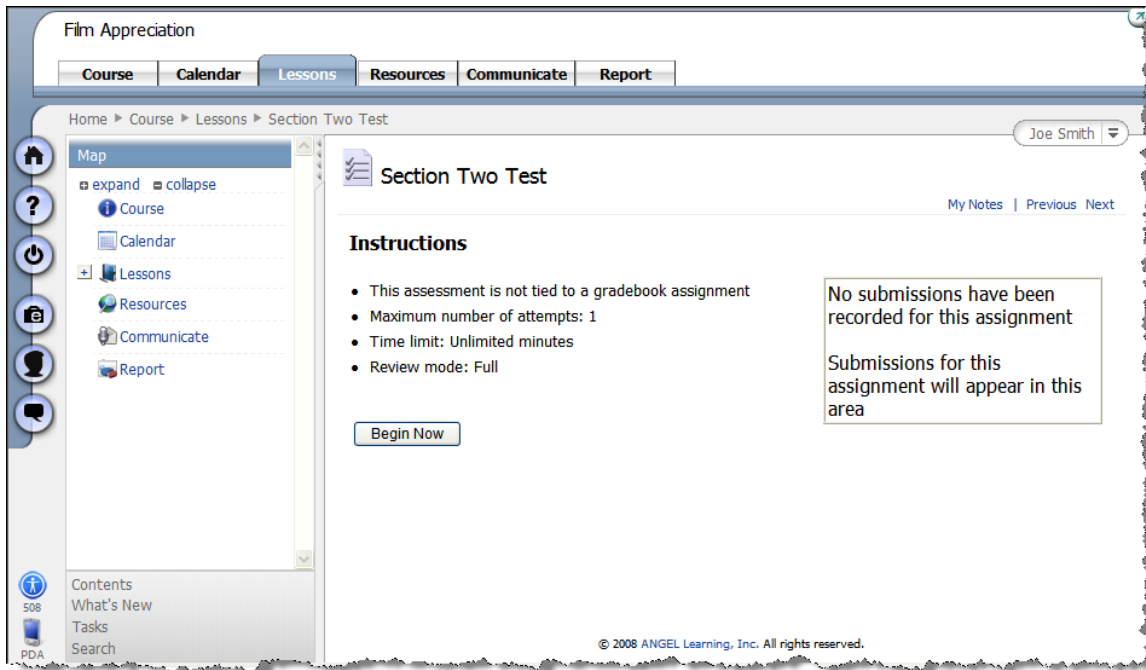 Film Appreciation
Course Calendar Lessons Resources Communicate Report
Home ▶ Course ▶ Lessons ▶ Section Two Test
Joe Smith
Map
expand collapse
Course
Calendar
Lessons
Resources
Communicate
Report
Contents
What's New
Tasks
Search
508
PDA
Section Two Test
My Notes | Previous Next
Instructions
• This assessment is not tied to a gradebook assignment
• Maximum number of attempts: 1
• Time limit: Unlimited minutes
• Review mode: Full
Begin Now
No submissions have been
recorded for this assignment
Submissions for this
assignment will appear in this
area
© 2008 ANGEL Learning, Inc. All rights reserved.